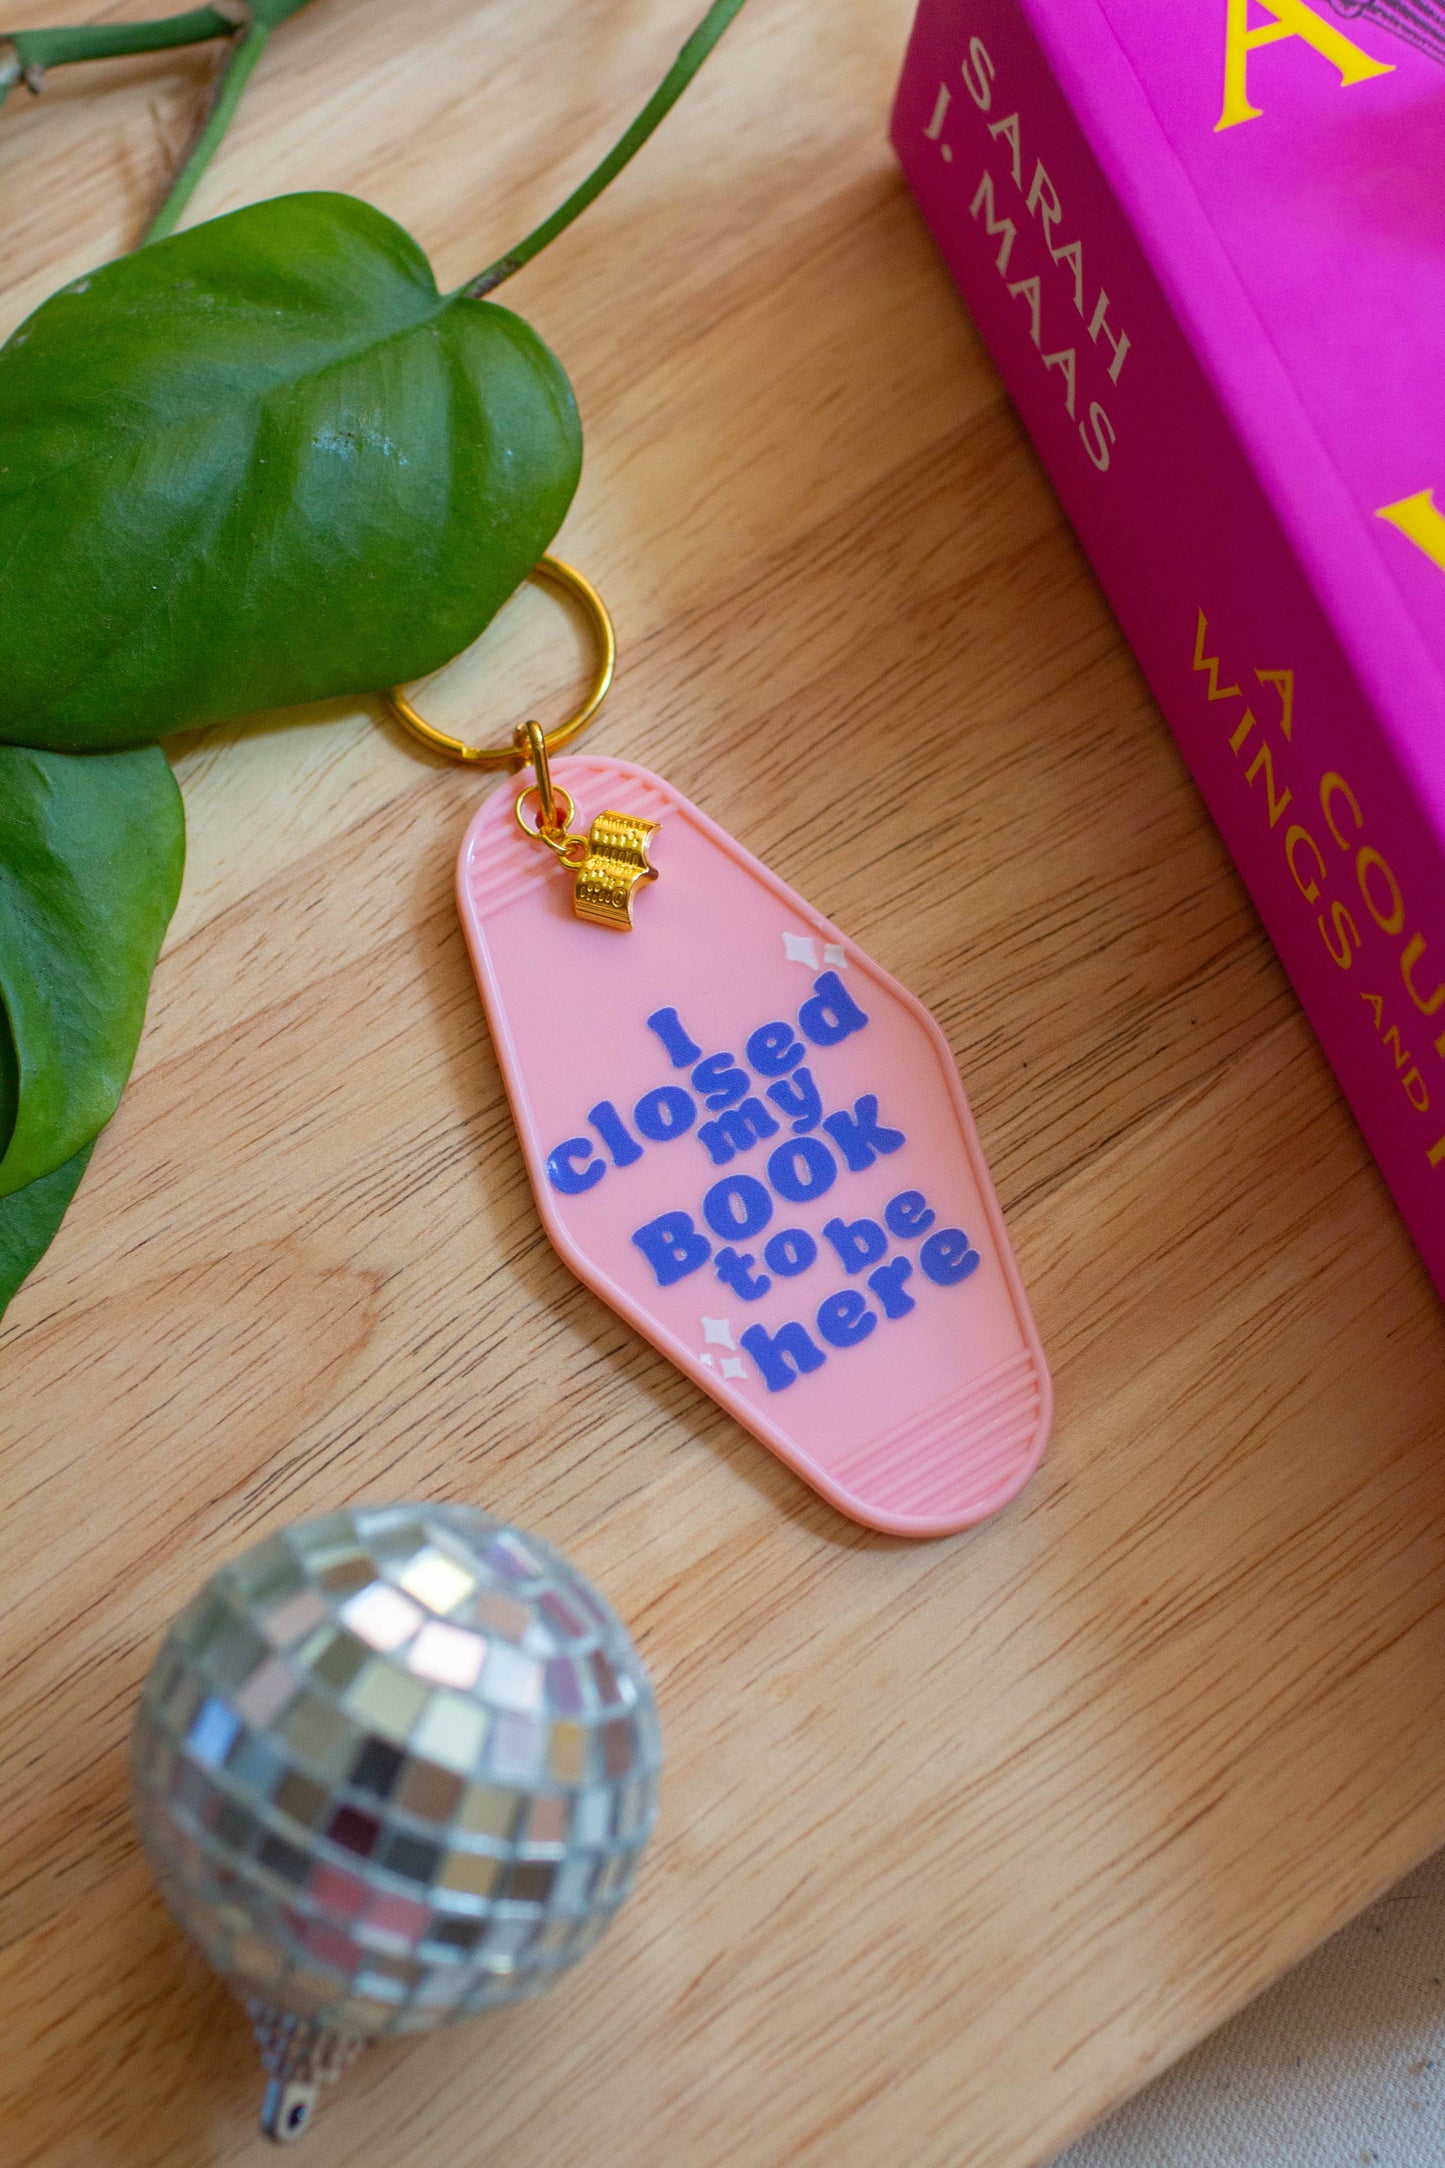 I
closed
my
BOOK
to be
here
SARAH
J. MAAS
A
A COU
WINGS AND